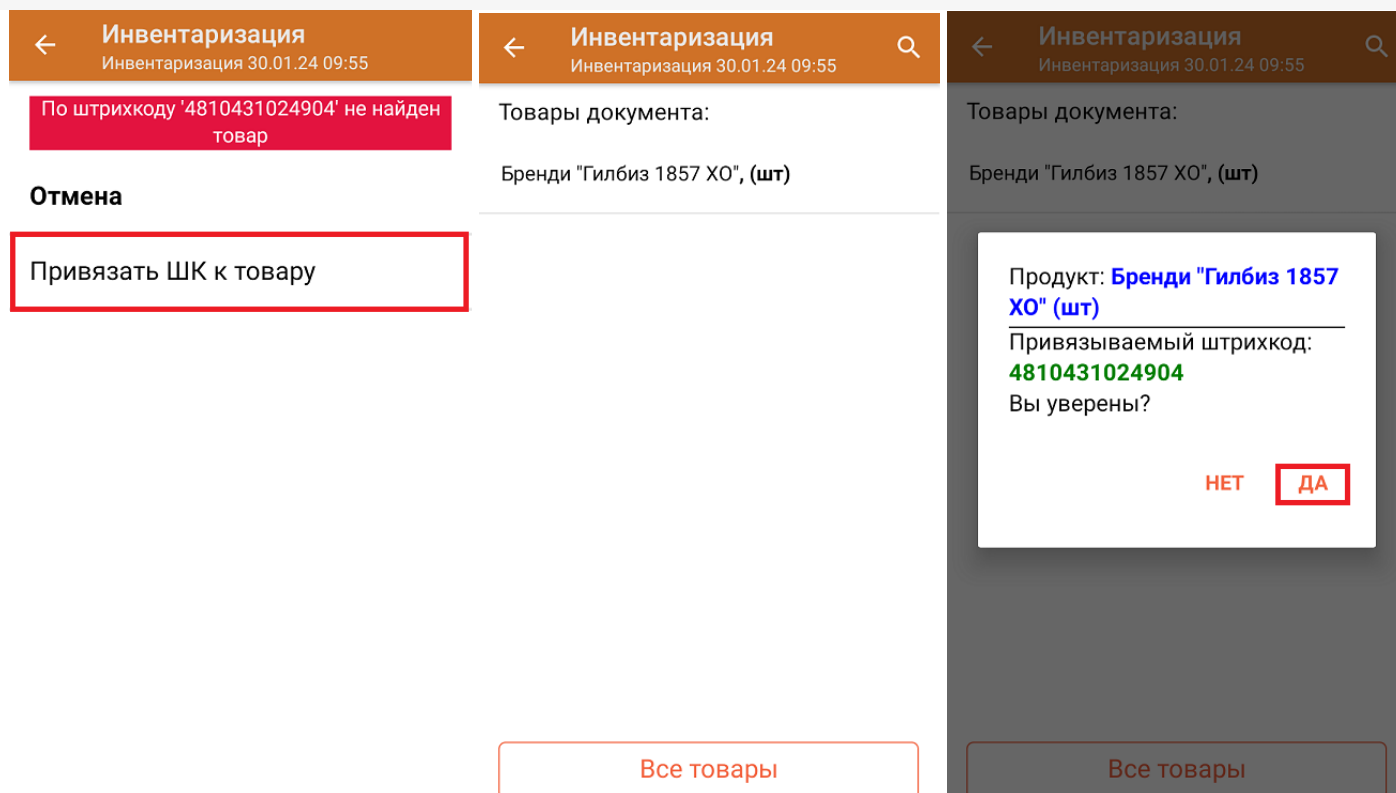 Инвентаризация
Инвентаризация 30.01.24 09:55
По штрихкоду '4810431024904' не найден
товар
Отмена
Привязать ШК к товару
Инвентаризация
Инвентаризация 30.01.24 09:55
Товары документа:
Бренди "Гилбиз 1857 ХО", (шт)
Все товары
Инвентаризация
Инвентаризация 30.01.24 09:55
Товары документа:
Бренди "Гилбиз 1857 ХО", (шт)
Продукт: Бренди "Гилбиз 1857
ХО" (шт)
Привязываемый штрихкод:
4810431024904
Вы уверены?
НЕТ ДА
Все товары